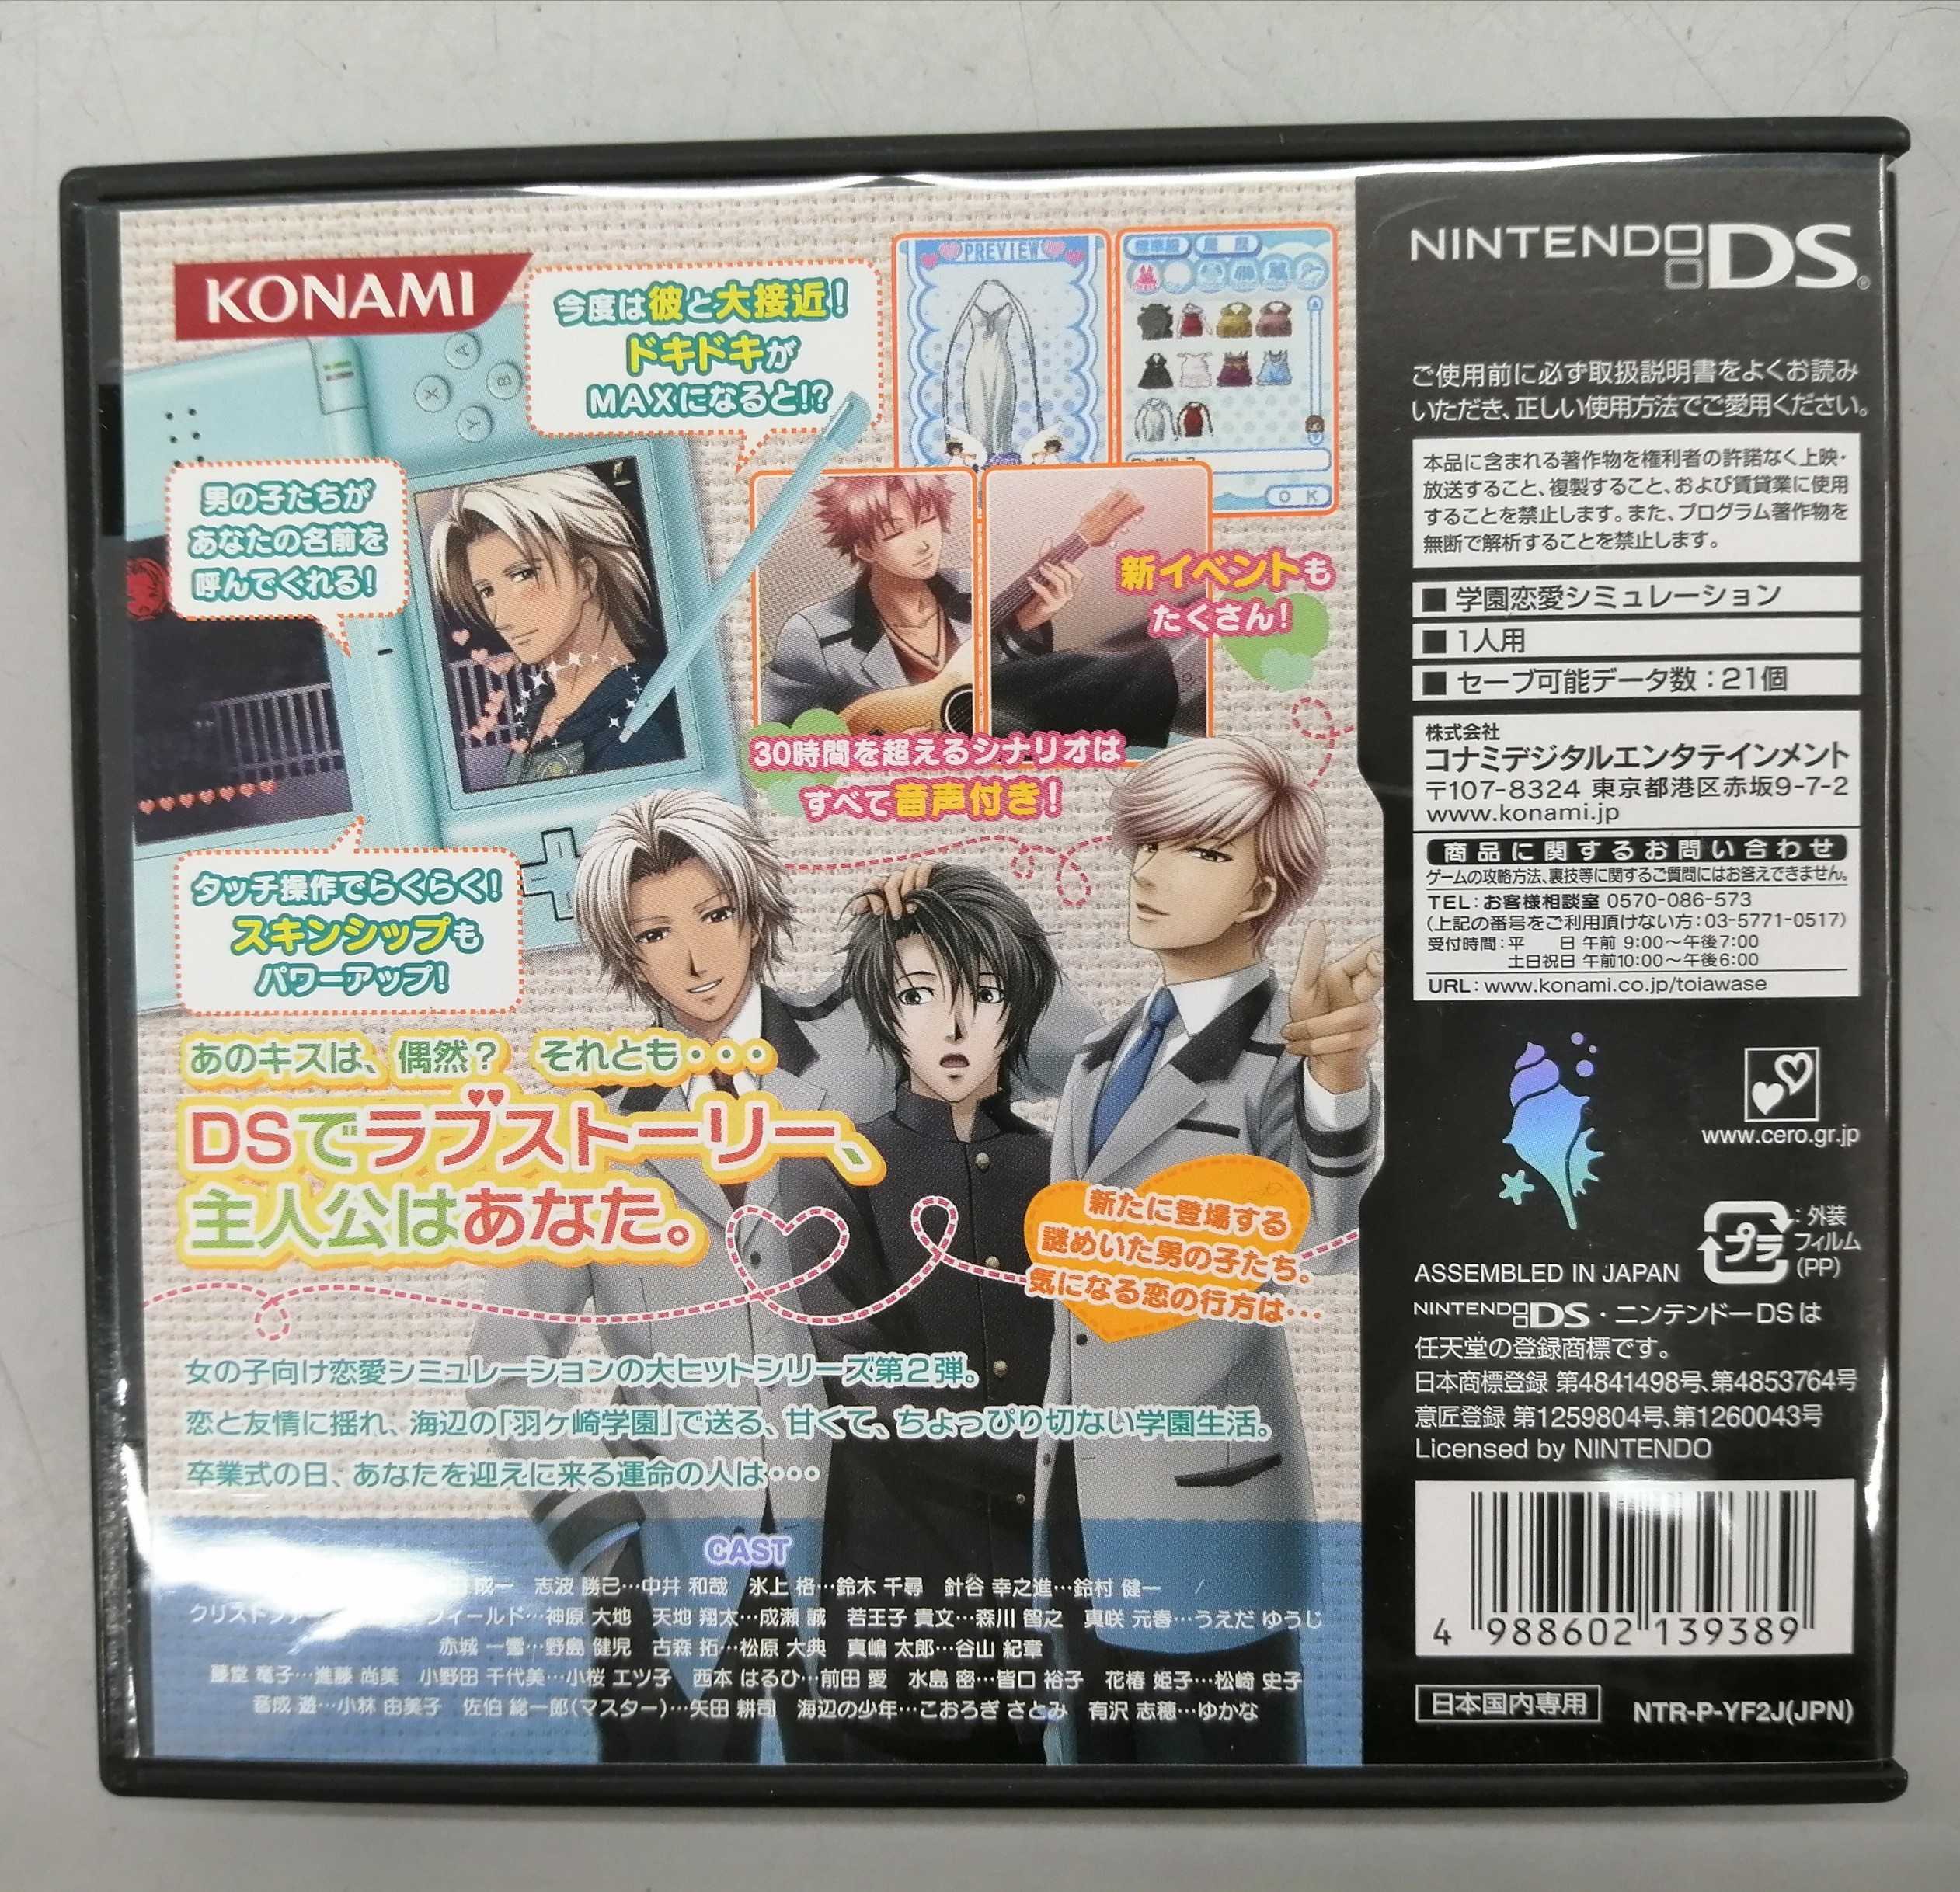 KONAMI
今度は彼と大接近!
ドキドキが
MAXになると!?
男の子たちが
あなたの名前を
呼んでくれる!
A
B
X
Y
PREVIEW
O K
新イベントも
たくさん!
30時間を超えるシナリオは
すべて音声付き!
タッチ操作でらくらく!
スキンシップも
パワーアップ!
あのキスは、偶然? それとも・・・
DSでラブストーリー、
主人公はあなた。
新たに登場する
謎めいた男の子たち。
気になる恋の行方は…
女の子向け恋愛シミュレーションの大ヒットシリーズ第2弾。
恋と友情に揺れ、海辺の「羽ヶ崎学園」で送る、甘くて、ちょっぴり切ない学園生活。
卒業式の日、あなたを迎えに来る運命の人は・・・
CAST
成一 志波 勝己…中井 和哉 氷上 格…鈴木 千尋 針谷 幸之進…鈴村 健一
クリストファー フィールド…神原 大地 天地 翔太…成瀬 誠 若王子 貴文…森川 智之 真咲 元春…うえだ ゆうじ
赤城 一雪…野島 健児 古森 拓…松原 大典 真嶋 太郎…谷山 紀章
藤堂 竜子…進藤 尚美 小野田 千代美…小桜 エツ子 西本 はるひ…前田 愛 水島 密…皆口 裕子 花椿 姫子…松崎 史子
音成 遊…小林 由美子 佐伯 総一郎(マスター)…矢田 耕司 海辺の少年…こおろぎ さとみ 有沢 志穂…ゆかな
NINTENDO DS®
ご使用前に必ず取扱説明書をよくお読み
いただき、正しい使用方法でご愛用ください。
本品に含まれる著作物を権利者の許諾なく上映・
放送すること、複製すること、および賃貸業に使用
することを禁止します。また、プログラム著作物を
無断で解析することを禁止します。
■ 学園恋愛シミュレーション
■ 1人用
■ セーブ可能データ数：21個
株式会社
コナミデジタルエンタテインメント
〒107-8324 東京都港区赤坂9-7-2
www.konami.jp
商品に関するお問い合わせ
ゲームの攻略方法、裏技等に関するご質問にはお答えできません。
TEL：お客様相談室 0570-086-573
(上記の番号をご利用頂けない方：03-5771-0517)
受付時間：平 日 午前 9:00～午後7:00
土日祝日 午前10:00～午後6:00
URL：www.konami.co.jp/toiawase
www.cero.gr.jp
プラ
：外装
フィルム
(PP)
ASSEMBLED IN JAPAN
NINTENDO DS・ニンテンドーDSは
任天堂の登録商標です。
日本商標登録 第4841498号、第4853764号
意匠登録 第1259804号、第1260043号
Licensed by NINTENDO
4 988602 139389
日本国内専用
NTR-P-YF2J(JPN)